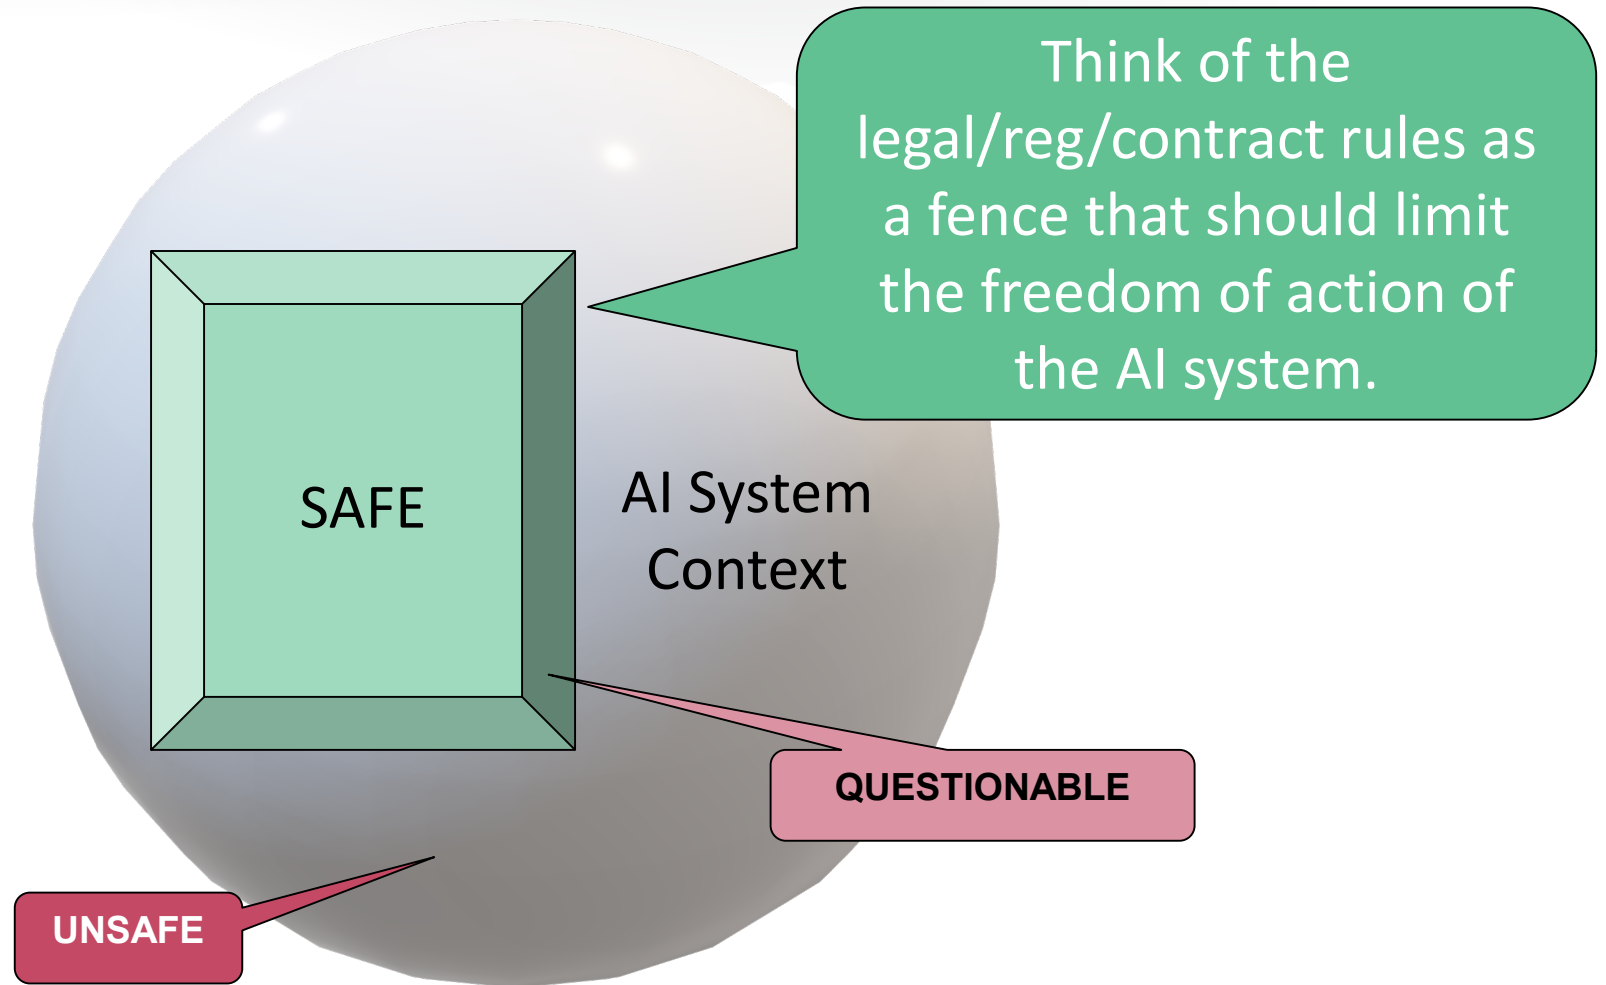 Think of the
legal/reg/contract rules as
a fence that should limit
the freedom of action of
the AI system.
SAFE
AI System
Context
QUESTIONABLE
UNSAFE